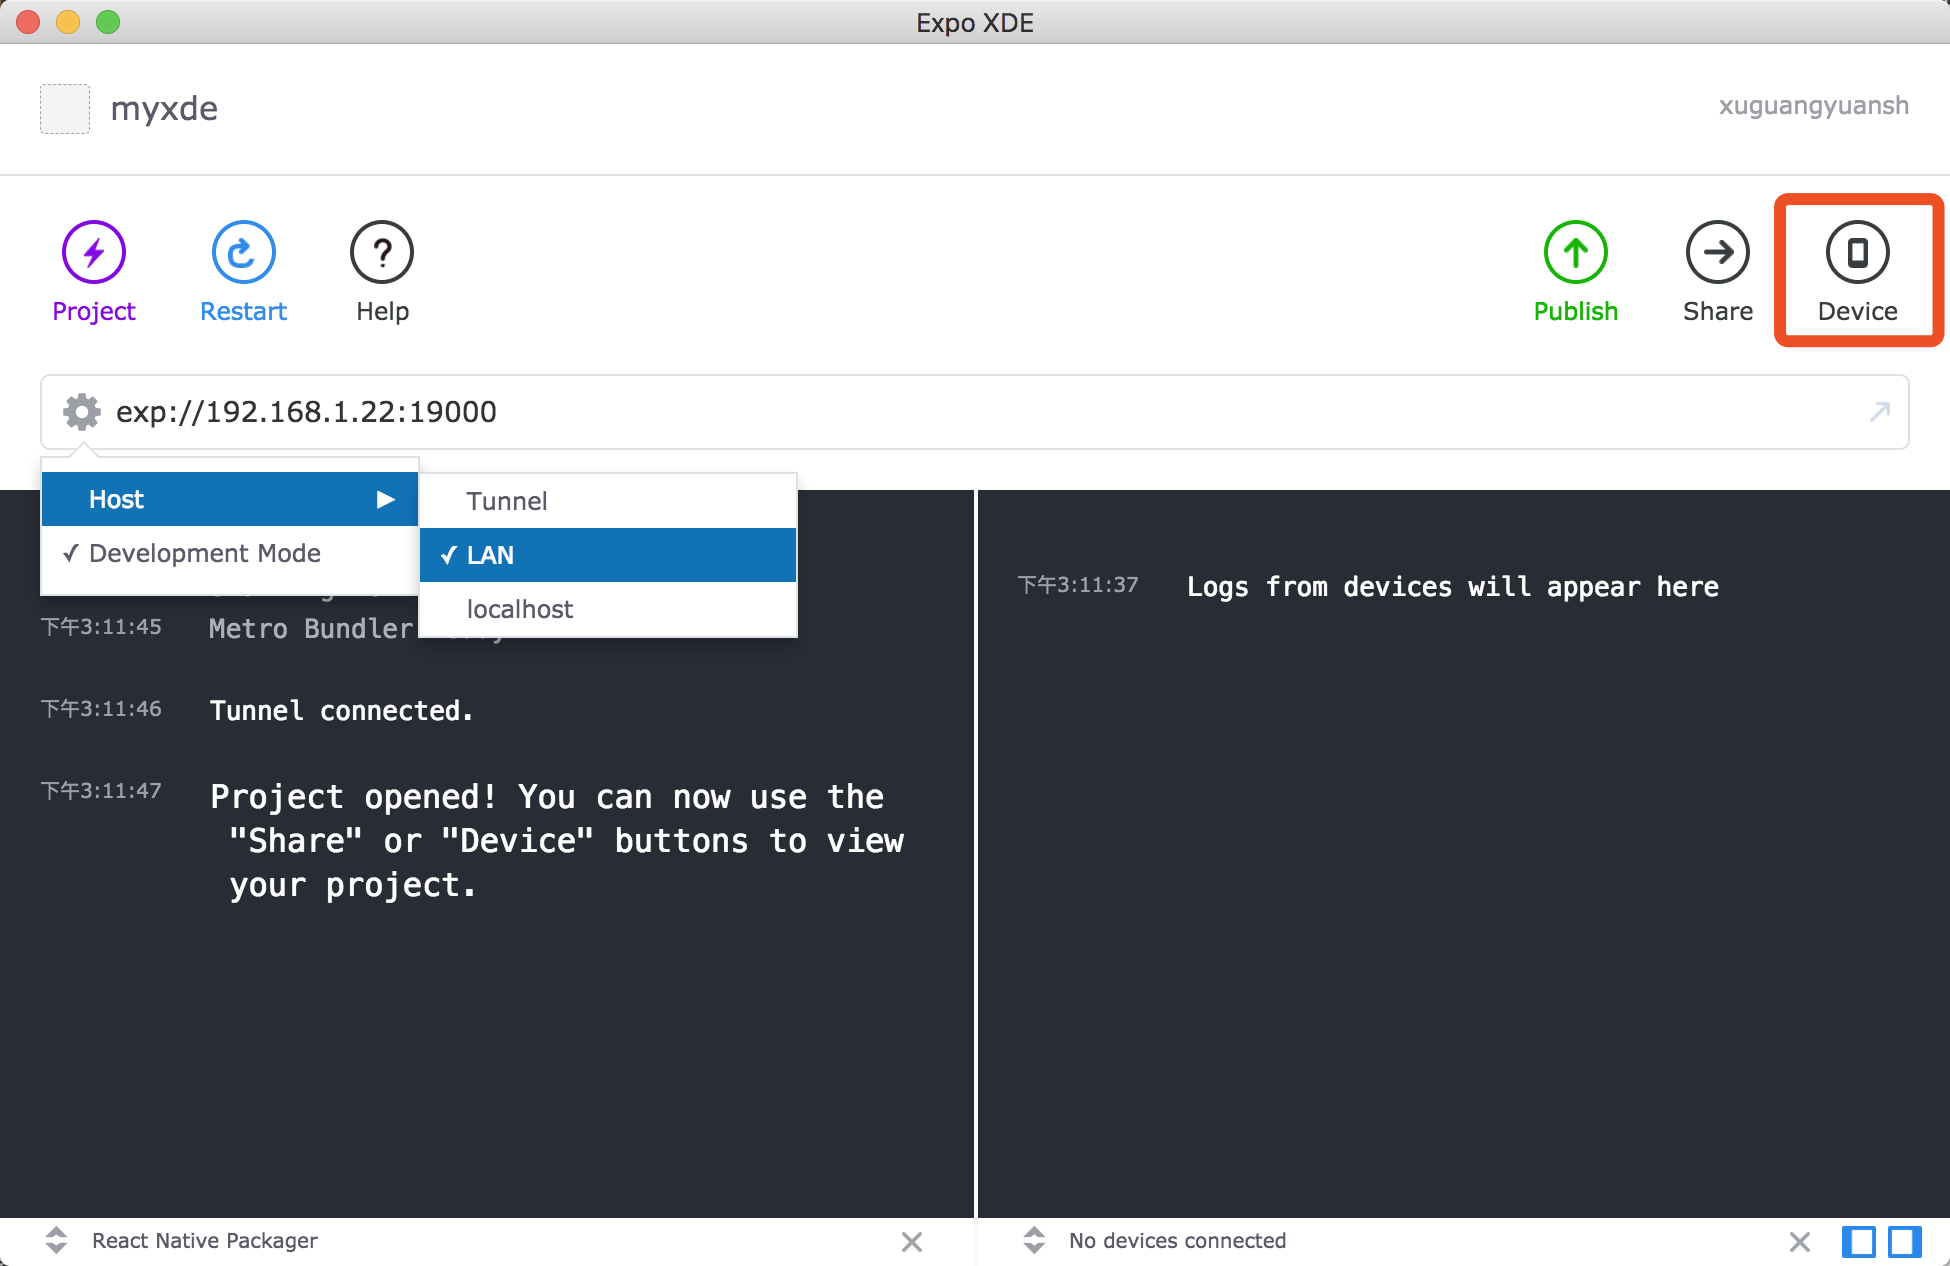 Expo XDE
myxde
xuguangyuansh
Project
Restart
Help
Publish
Share
Device
exp://192.168.1.22:19000
Host
Development Mode
Tunnel
LAN
localhost
下午3:11:45 Metro Bundler
下午3:11:46 Tunnel connected.
下午3:11:47 Project opened! You can now use the
"Share" or "Device" buttons to view
your project.
下午3:11:37 Logs from devices will appear here
React Native Packager
No devices connected